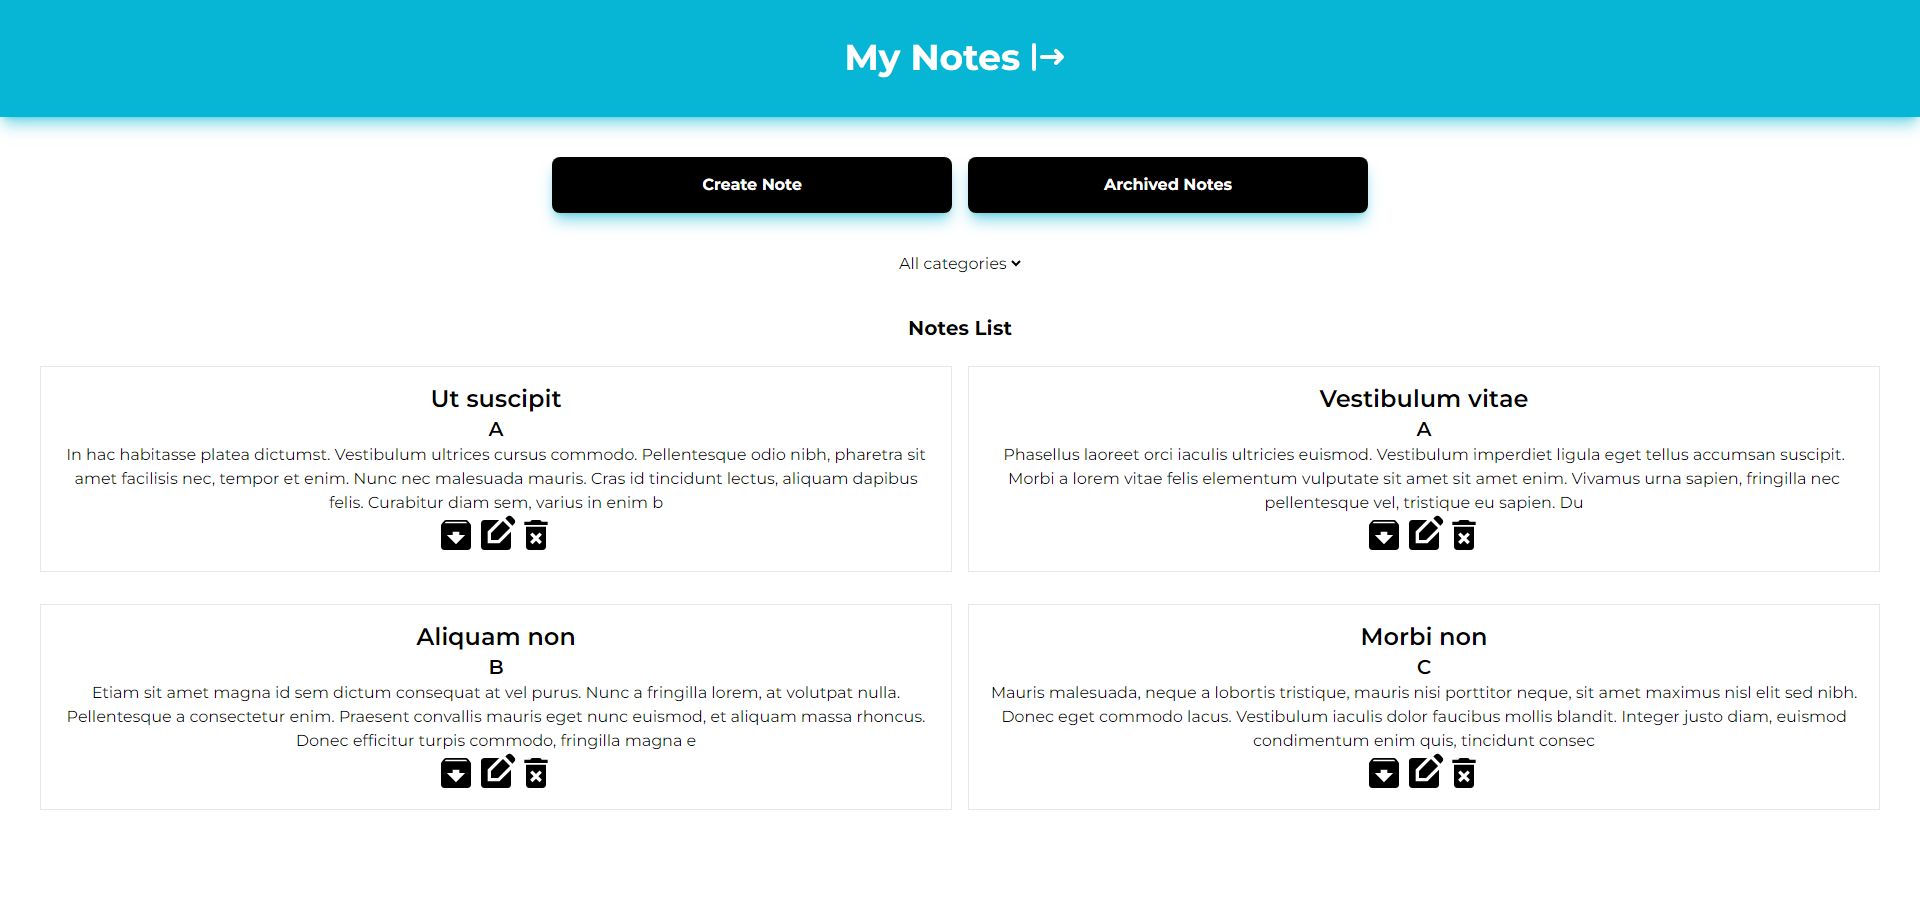 My Notes
Create Note
Archived Notes
All categories
Notes List
Ut suscipit
A
In hac habitasse platea dictumst. Vestibulum ultrices cursus commodo. Pellentesque odio nibh, pharetra sit
amet facilisis nec, tempor et enim. Nunc nec malesuada mauris. Cras id tincidunt lectus, aliquam dapibus
felis. Curabitur diam sem, varius in enim b
Vestibulum vitae
A
Phasellus laoreet orci iaculis ultricies euismod. Vestibulum imperdiet ligula eget tellus accumsan suscipit.
Morbi a lorem vitae felis elementum vulputate sit amet sit amet enim. Vivamus urna sapien, fringilla nec
pellentesque vel, tristique eu sapien. Du
Aliquam non
B
Etiam sit amet magna id sem dictum consequat at vel purus. Nunc a fringilla lorem, at volutpat nulla.
Pellentesque a consectetur enim. Praesent convallis mauris eget nunc euismod, et aliquam massa rhoncus.
Donec efficitur turpis commodo, fringilla magna e
Morbi non
C
Mauris malesuada, neque a lobortis tristique, mauris nisi porttitor neque, sit amet maximus nisl elit sed nibh.
Donec eget commodo lacus. Vestibulum iaculis dolor faucibus mollis blandit. Integer justo diam, euismod
condimentum enim quis, tincidunt consec